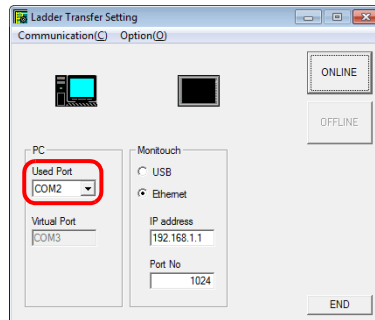 Ladder Transfer Setting
Communication(C) Option(O)
ONLINE
OFFLINE
PC
Used Port
COM2
Virtual Port
COM3
Monitouch
USB
Ethernet
IP address
192.168.1.1
Port No
1024
END